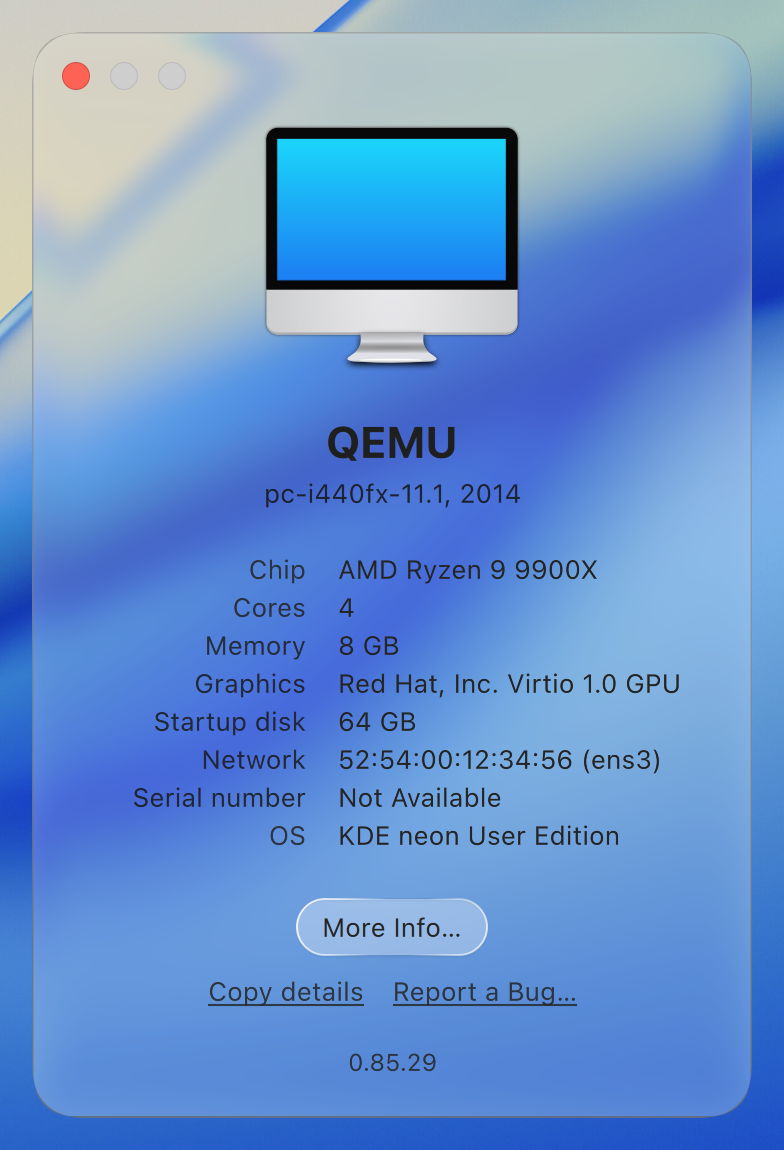 QEMU
pc-i440fx-11.1, 2014
Chip AMD Ryzen 9 9900X
Cores 4
Memory 8 GB
Graphics Red Hat, Inc. Virtio 1.0 GPU
Startup disk 64 GB
Network 52:54:00:12:34:56 (ens3)
Serial number Not Available
OS KDE neon User Edition
More Info...
Copy details Report a Bug...
0.85.29